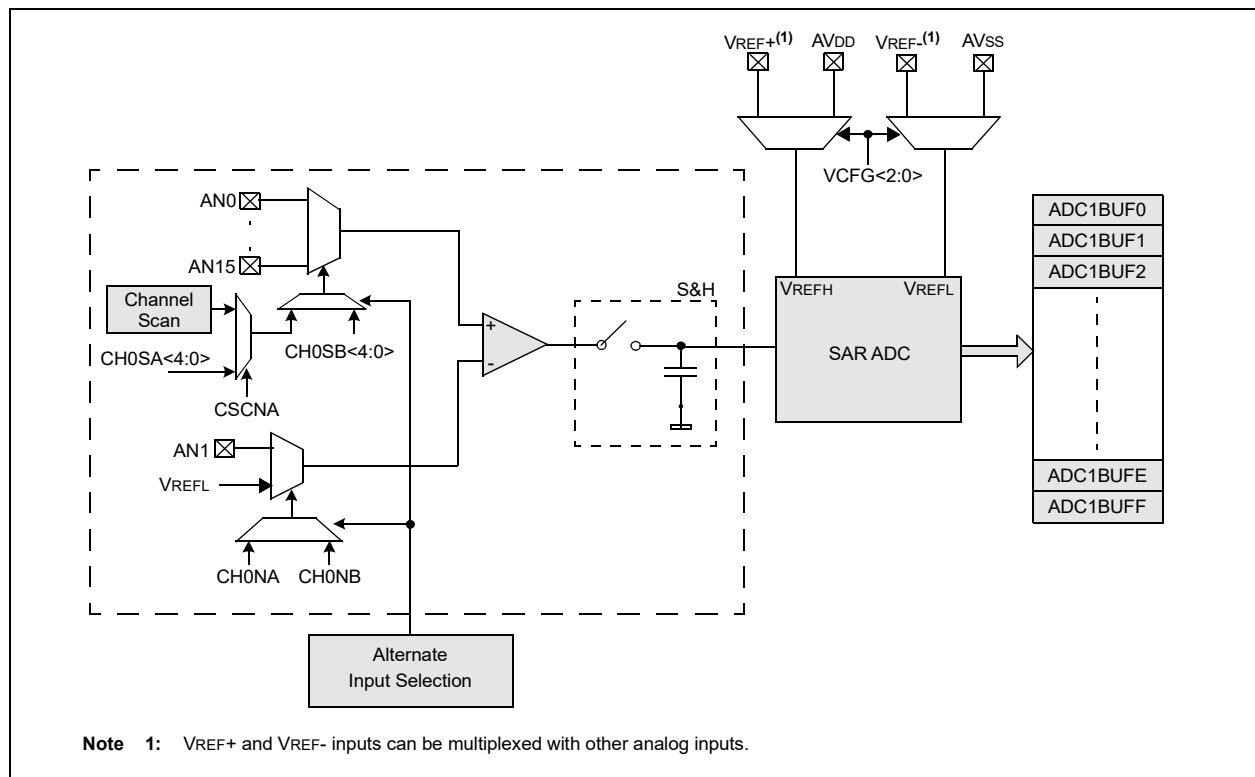 VREF+(1) AVDD VREF-(1) AVSS
VCFG<2:0>
AN0
AN15
Channel
Scan
CH0SA<4:0>
CH0SB<4:0>
CSCNA
AN1
VREFL
CH0NA CH0NB
+
-
S&H
VREFH VREFL
SAR ADC
ADC1BUF0
ADC1BUF1
ADC1BUF2
ADC1BUFE
ADC1BUFF
Alternate
Input Selection
Note 1: VREF+ and VREF- inputs can be multiplexed with other analog inputs.